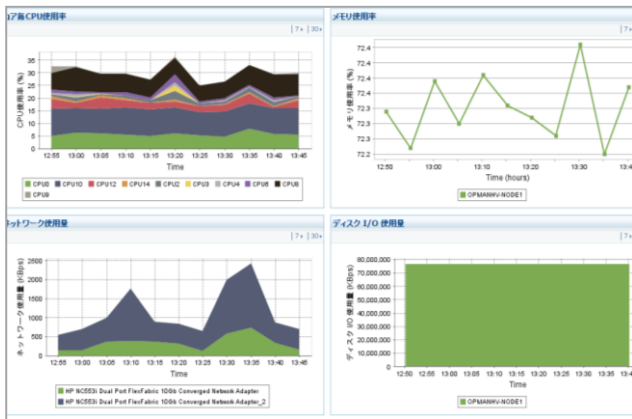 コア毎CPU使用率
| 7▸ | 30▸
CPU使用率 (%)
35
30
25
20
15
10
5
0
12:55 13:00 13:05 13:10 13:15 13:20 13:25 13:30 13:35 13:40 13:45
Time
CPU0 CPU10 CPU12 CPU14 CPU2 CPU3 CPU4 CPU6 CPU8
CPU9
メモリ使用率
| 7▸
メモリ使用率 (%)
72.4
72.4
72.4
72.3
72.3
72.3
72.2
12:50 13:00 13:10 13:20 13:30 13:40
Time (hours)
OPMANHV-NODE1
ネットワーク使用量
| 7▸ | 30▸
ネットワーク使用量 (KBps)
2500
2000
1500
1000
500
0
12:55 13:00 13:05 13:10 13:15 13:20 13:25 13:30 13:35 13:40 13:45
Time
HP NC553i Dual Port FlexFabric 10Gb Converged Network Adapter
HP NC553i Dual Port FlexFabric 10Gb Converged Network Adapter_2
ディスク I/O 使用量
| 7▸
ディスク I/O 使用量 (KBps)
80,000,000
70,000,000
60,000,000
50,000,000
40,000,000
30,000,000
20,000,000
10,000,000
0
12:50 12:55 13:00 13:05 13:10 13:15 13:20 13:25 13:30 13:35 13:4
Time
OPMANHV-NODE1